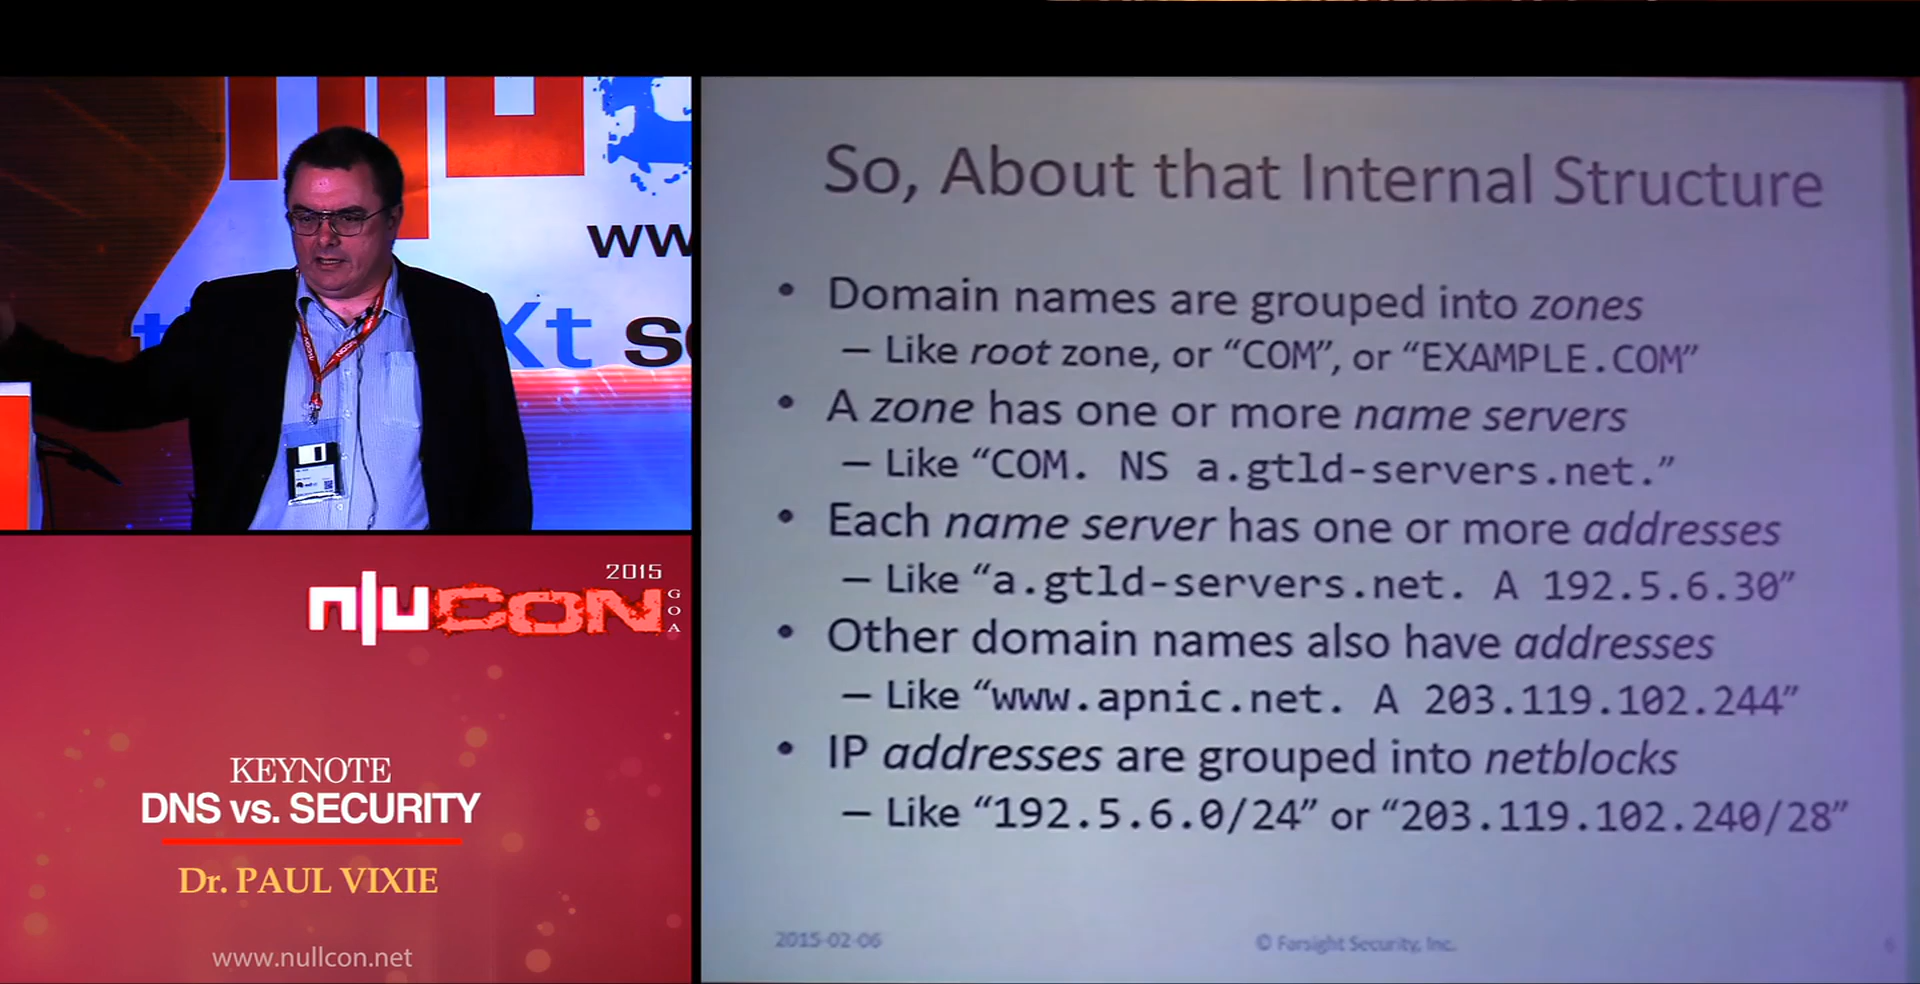 ww
Xt se
2015
n|u CON
GOA
KEYNOTE
DNS vs. SECURITY
Dr. PAUL VIXIE
www.nullcon.net
So, About that Internal Structure
• Domain names are grouped into zones
– Like root zone, or “COM”, or “EXAMPLE.COM”
• A zone has one or more name servers
– Like “COM. NS a.gtld-servers.net.”
• Each name server has one or more addresses
– Like “a.gtld-servers.net. A 192.5.6.30”
• Other domain names also have addresses
– Like “www.apnic.net. A 203.119.102.244”
• IP addresses are grouped into netblocks
– Like “192.5.6.0/24” or “203.119.102.240/28”
2015-02-06
© Farsight Security, Inc.
6